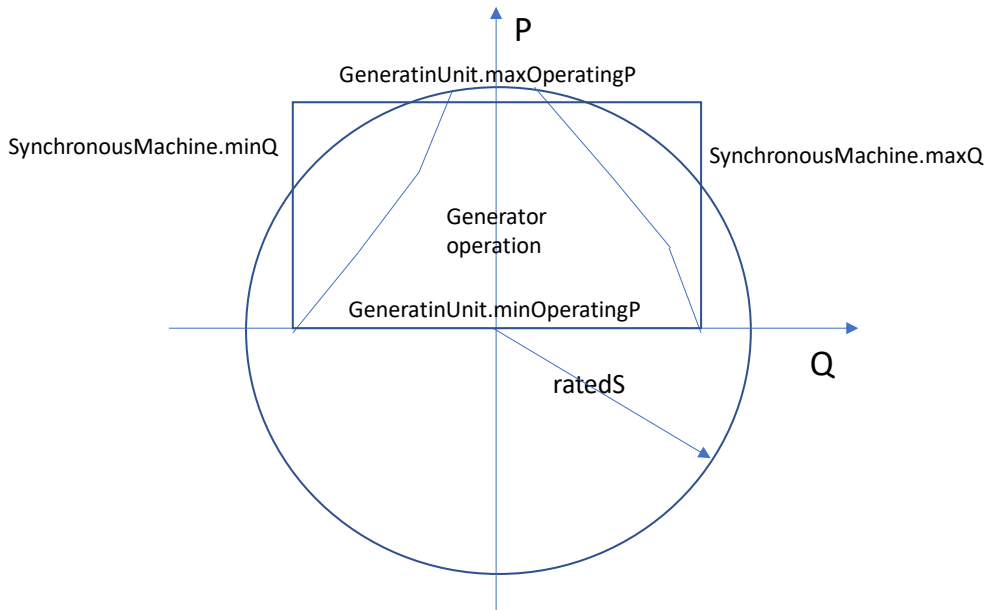 P
GeneratinUnit.maxOperatingP
SynchronousMachine.minQ
SynchronousMachine.maxQ
Generator
operation
GeneratinUnit.minOperatingP
Q
ratedS